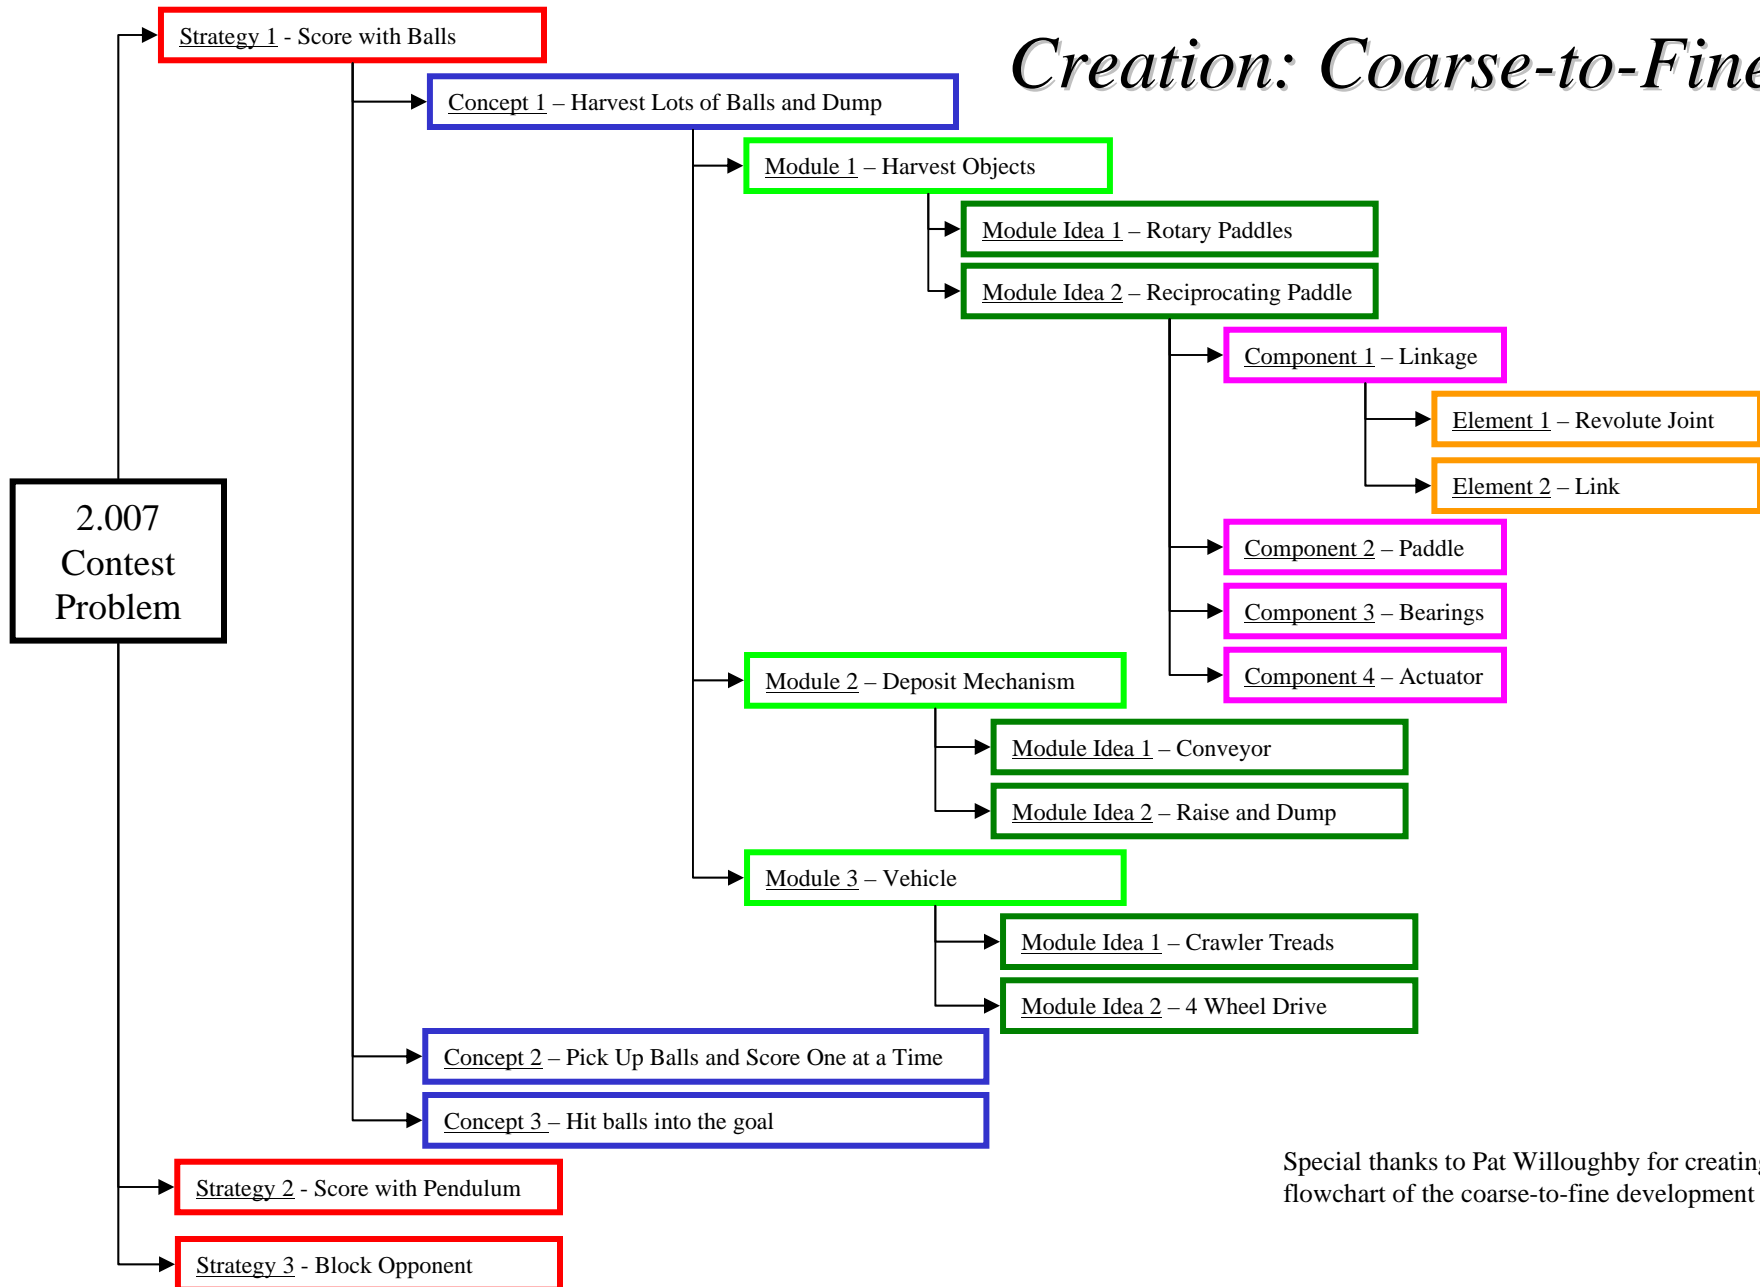 Creation: Coarse-to-Fine
Strategy 1 - Score with Balls
Concept 1 – Harvest Lots of Balls and Dump
Module 1 – Harvest Objects
Module Idea 1 – Rotary Paddles
Module Idea 2 – Reciprocating Paddle
Component 1 – Linkage
Element 1 – Revolute Joint
Element 2 – Link
2.007
Contest
Problem
Component 2 – Paddle
Component 3 – Bearings
Component 4 – Actuator
Module 2 – Deposit Mechanism
Module Idea 1 – Conveyor
Module Idea 2 – Raise and Dump
Module 3 – Vehicle
Module Idea 1 – Crawler Treads
Module Idea 2 – 4 Wheel Drive
Concept 2 – Pick Up Balls and Score One at a Time
Concept 3 – Hit balls into the goal
Strategy 2 - Score with Pendulum
Strategy 3 - Block Opponent
Special thanks to Pat Willoughby for creating
flowchart of the coarse-to-fine development